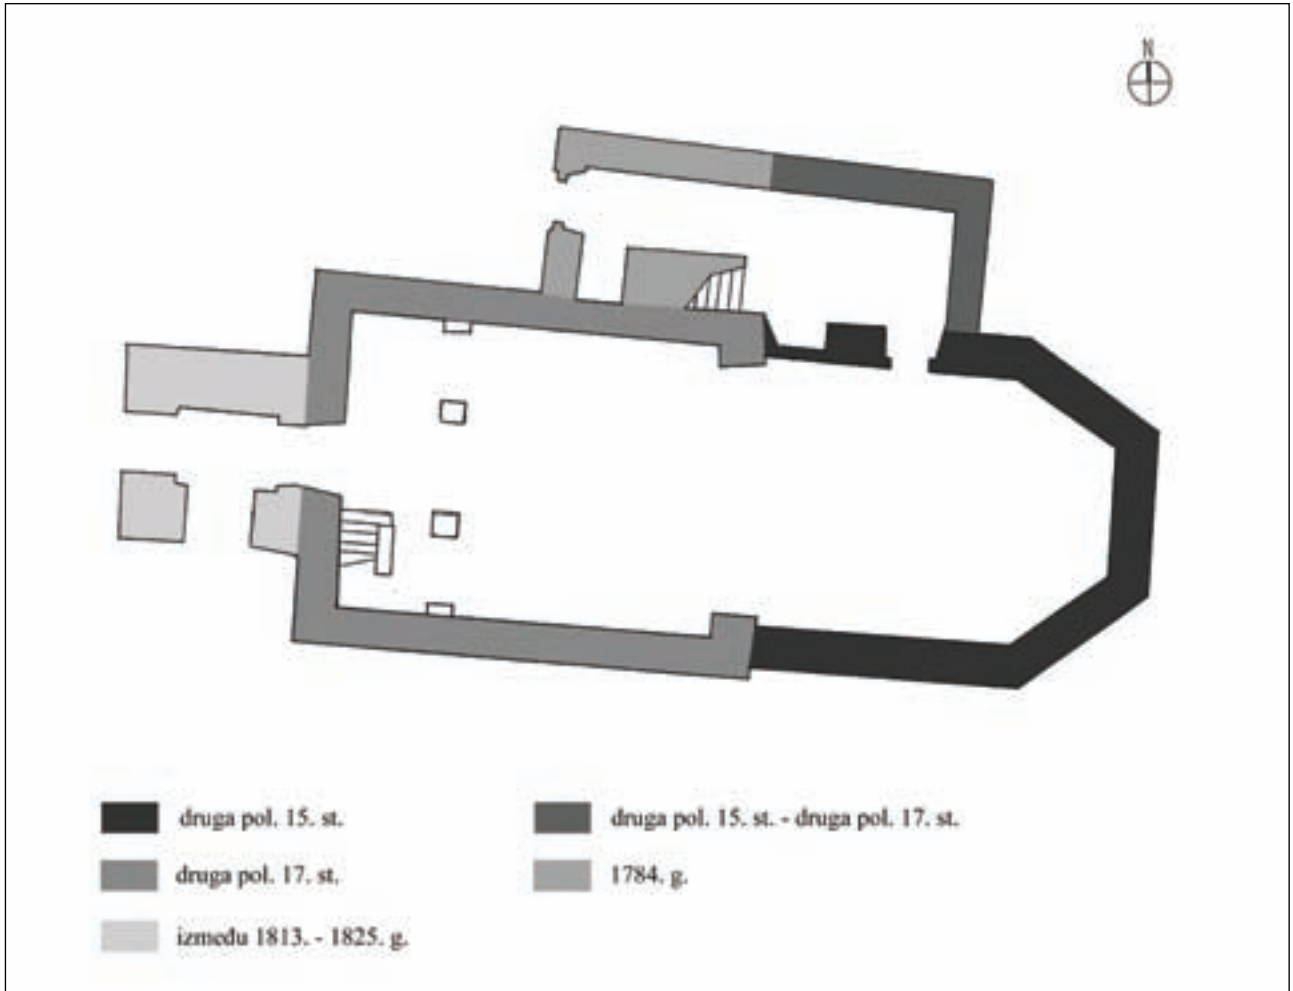 N
druga pol. 15. st.
druga pol. 15. st. - druga pol. 17. st.
druga pol. 17. st.
1784. g.
između 1813. - 1825. g.